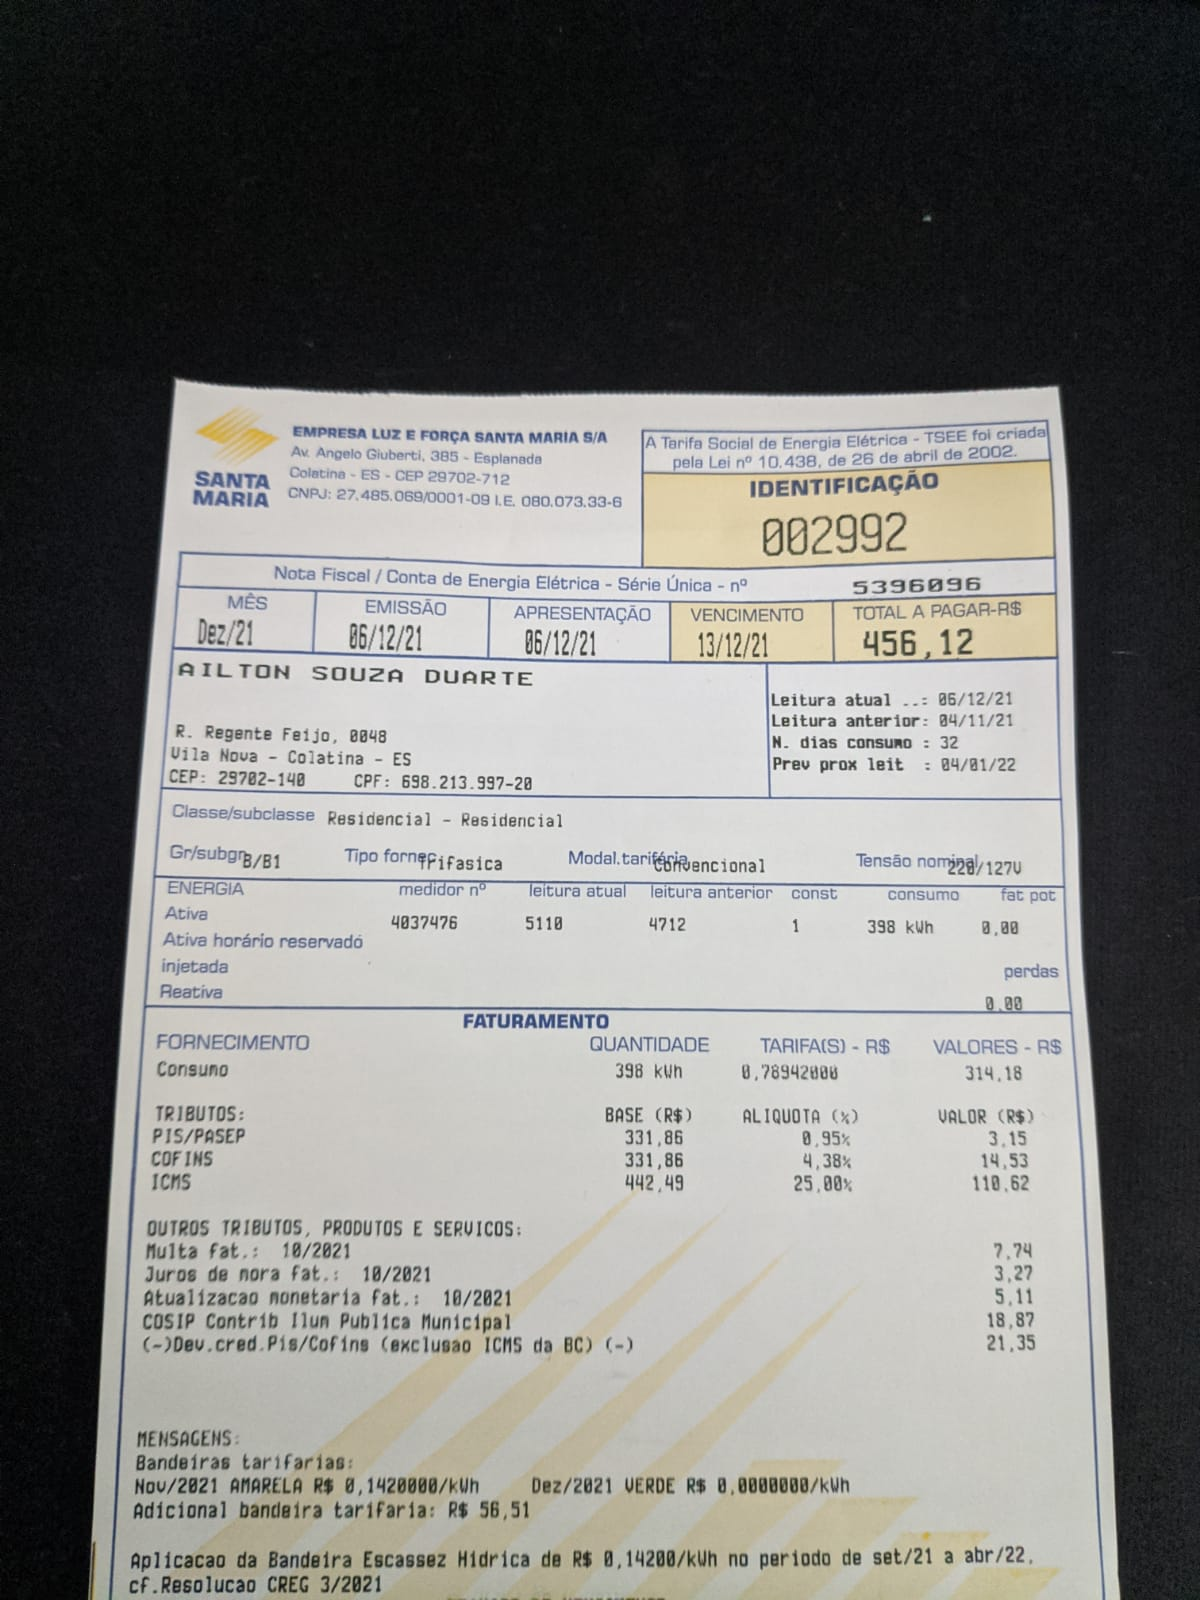 SANTA
MARIA
EMPRESA LUZ E FORÇA SANTA MARIA S/A
Av. Angelo Giuberti, 385 - Esplanada
Colatina - ES - CEP 29702-712
CNPJ: 27.485.069/0001-09 I.E. 080.073.33-6
A Tarifa Social de Energia Elétrica - TSEE foi criada
pela Lei nº 10.438, de 26 de abril de 2002.
IDENTIFICAÇÃO
002992
Nota Fiscal / Conta de Energia Elétrica - Série Única - nº 5396096
MÊS EMISSÃO APRESENTAÇÃO VENCIMENTO TOTAL A PAGAR-R$
Dez/21 06/12/21 06/12/21 13/12/21 456,12
AILTON SOUZA DUARTE
R. Regente Feijo, 0048
Vila Nova - Colatina - ES
CEP: 29702-140 CPF: 698.213.997-20
Leitura atual ..: 06/12/21
Leitura anterior: 04/11/21
N. dias consumo : 32
Prev prox leit : 04/01/22
Classe/subclasse Residencial - Residencial
Gr/subgr B/B1 Tipo fornec Trifasica Modal.tarifária Convencional Tensão nominal 220/127V
ENERGIA medidor nº leitura atual leitura anterior const consumo fat pot
Ativa 4037476 5110 4712 1 398 kWh 0,00
Ativa horário reservado
injetada perdas
Reativa 0.00
FATURAMENTO
FORNECIMENTO QUANTIDADE TARIFA(S) - R$ VALORES - R$
Consumo 398 kWh 0,78942000 314,18
TRIBUTOS: BASE (R$) ALIQUOTA (%) VALOR (R$)
PIS/PASEP 331,86 0,95% 3,15
COFINS 331,86 4,38% 14,53
ICMS 442,49 25,00% 110,62
OUTROS TRIBUTOS, PRODUTOS E SERVICOS:
Multa fat.: 10/2021 7,74
Juros de mora fat.: 10/2021 3,27
Atualizacao monetaria fat.: 10/2021 5,11
COSIP Contrib Ilum Publica Municipal 18,87
(-)Dev.cred.Pis/Cofins (exclusao ICMS da BC) (-) 21,35
MENSAGENS:
Bandeiras tarifarias:
Nov/2021 AMARELA R$ 0,1420000/kWh Dez/2021 VERDE R$ 0,0000000/kWh
Adicional bandeira tarifaria: R$ 56,51
Aplicacao da Bandeira Escassez Hidrica de R$ 0,14200/kWh no periodo de set/21 a abr/22,
cf.Resolucao CREG 3/2021